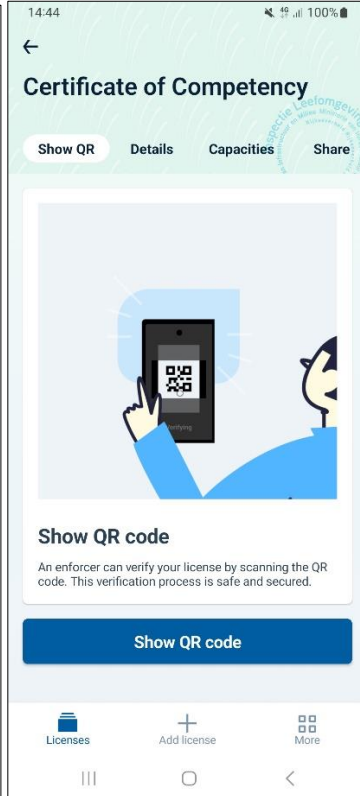 14:44
100%
Certificate of Competency
Show QR
Details
Capacities
Share
Verifying
Show QR code
An enforcer can verify your license by scanning the QR
code. This verification process is safe and secured.
Show QR code
Licenses
Add license
More